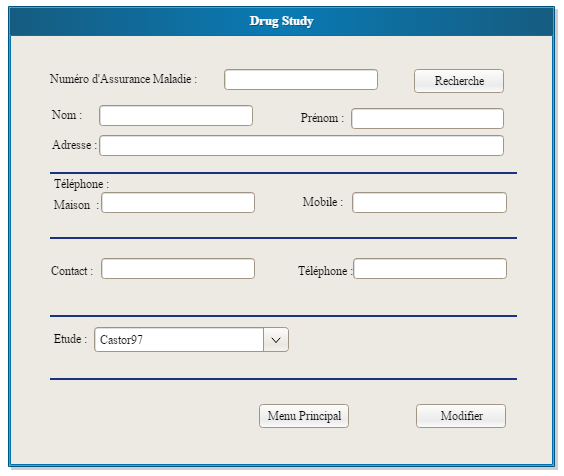 Drug Study
Numéro d'Assurance Maladie : Recherche
Nom : Prénom :
Adresse :
Téléphone :
Maison : Mobile :
Contact : Téléphone :
Etude : Castor97
Menu Principal Modifier